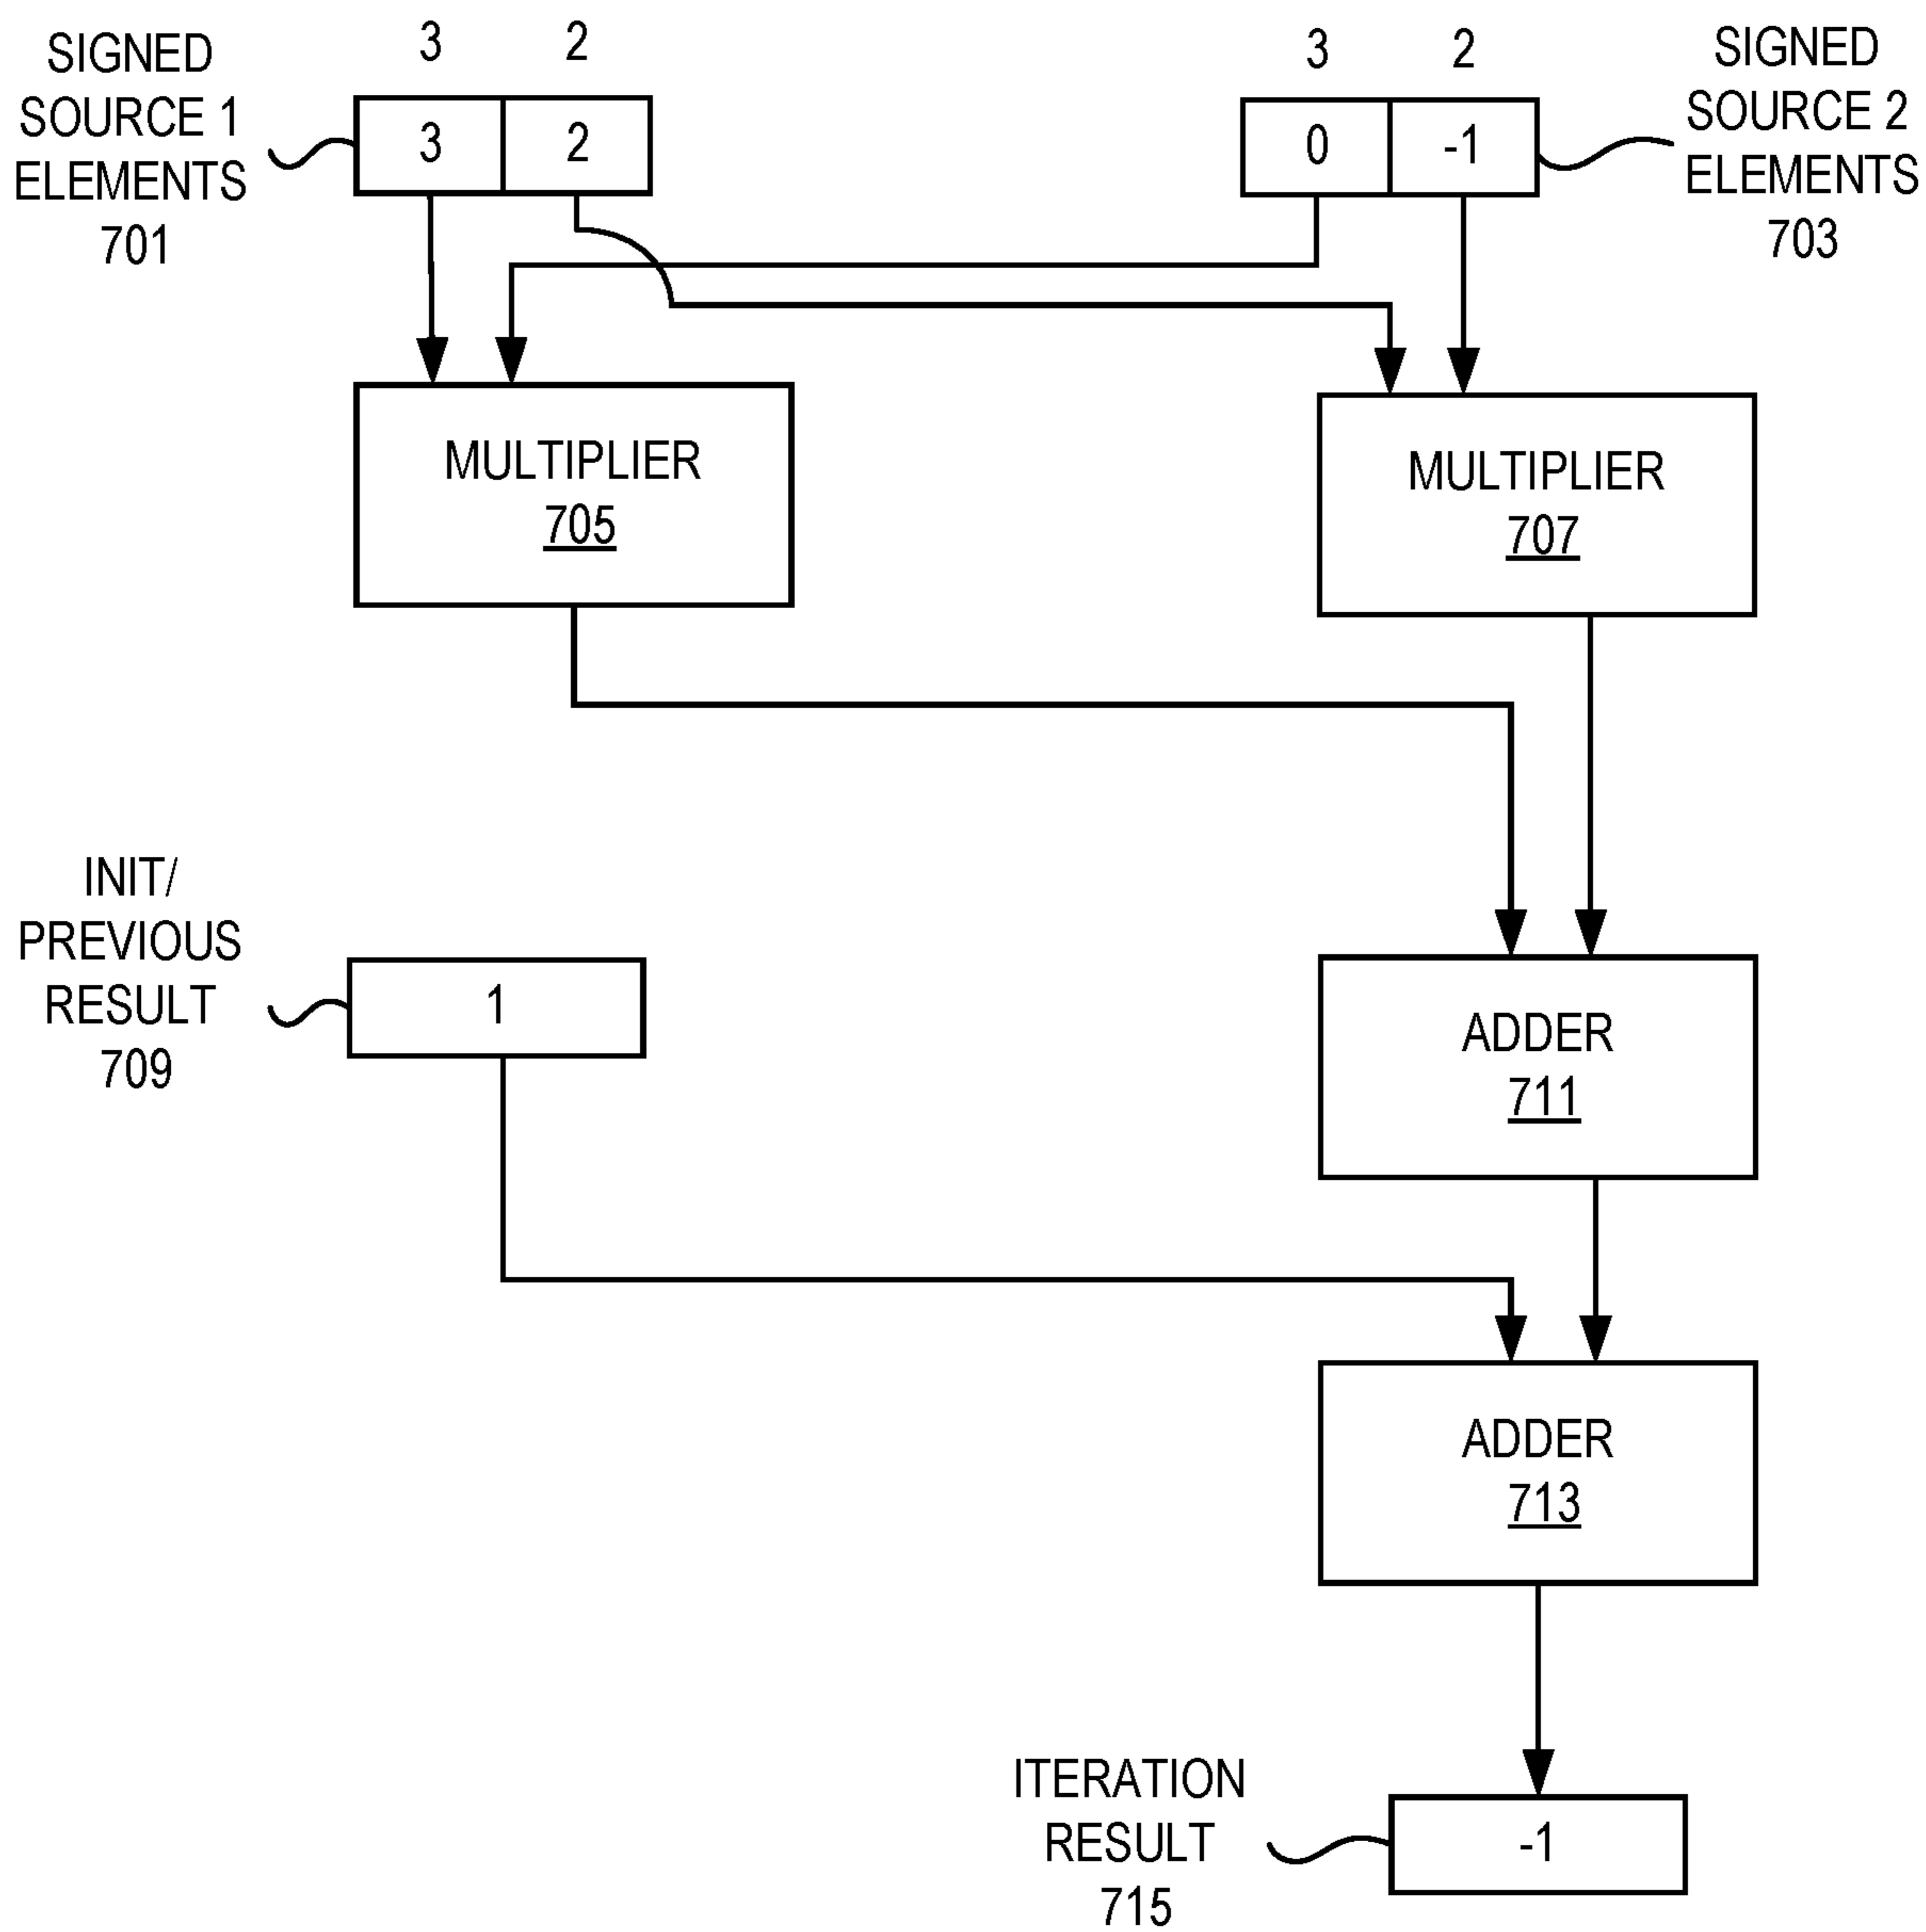 SIGNED
SOURCE 1
ELEMENTS
701
3 2
3 2
3 2
0 -1
SIGNED
SOURCE 2
ELEMENTS
703
MULTIPLIER
705
MULTIPLIER
707
INIT/
PREVIOUS
RESULT
709
1
ADDER
711
ADDER
713
ITERATION
RESULT
715
-1